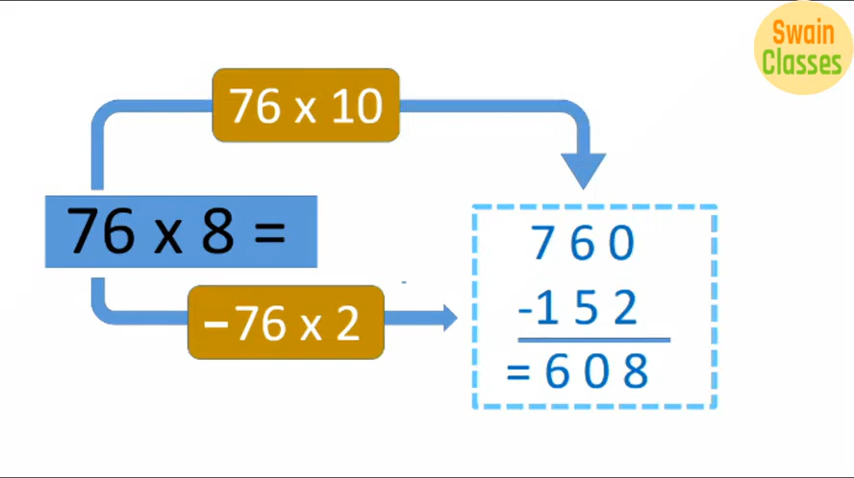 Swain
Classes
76 x 10
76 x 8 =
–76 x 2
7 6 0
-1 5 2
= 6 0 8